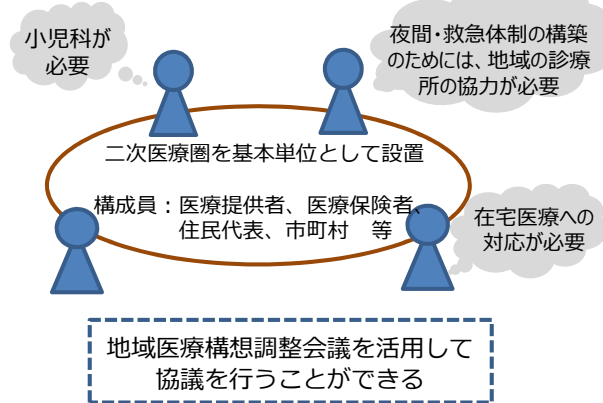 小児科が
必要
夜間・救急体制の構築
のためには、地域の診療
所の協力が必要
二次医療圏を基本単位として設置
構成員：医療提供者、医療保険者、
住民代表、市町村　等
在宅医療への
対応が必要
地域医療構想調整会議を活用して
協議を行うことができる